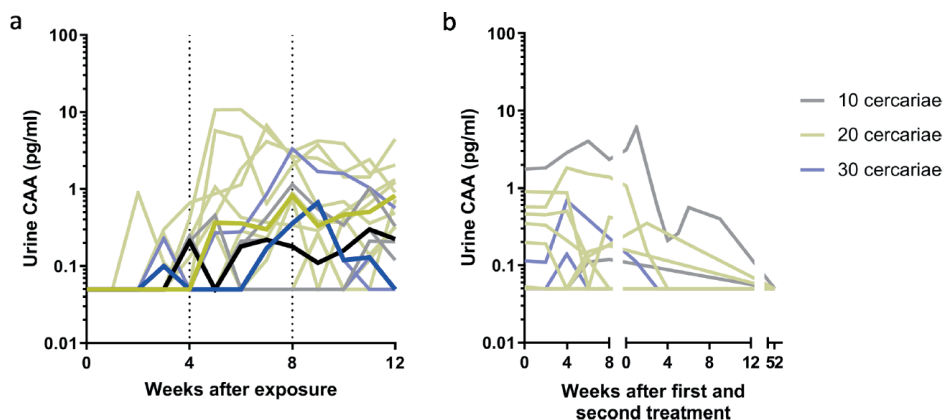 a
100
10
1
0.1
0.01
Urine CAA (pg/ml)
0
4
8
12
Weeks after exposure
b
100
10
1
0.1
0.01
Urine CAA (pg/ml)
0 4 8 0 4 8 12 52
Weeks after first and
second treatment
10 cercariae
20 cercariae
30 cercariae